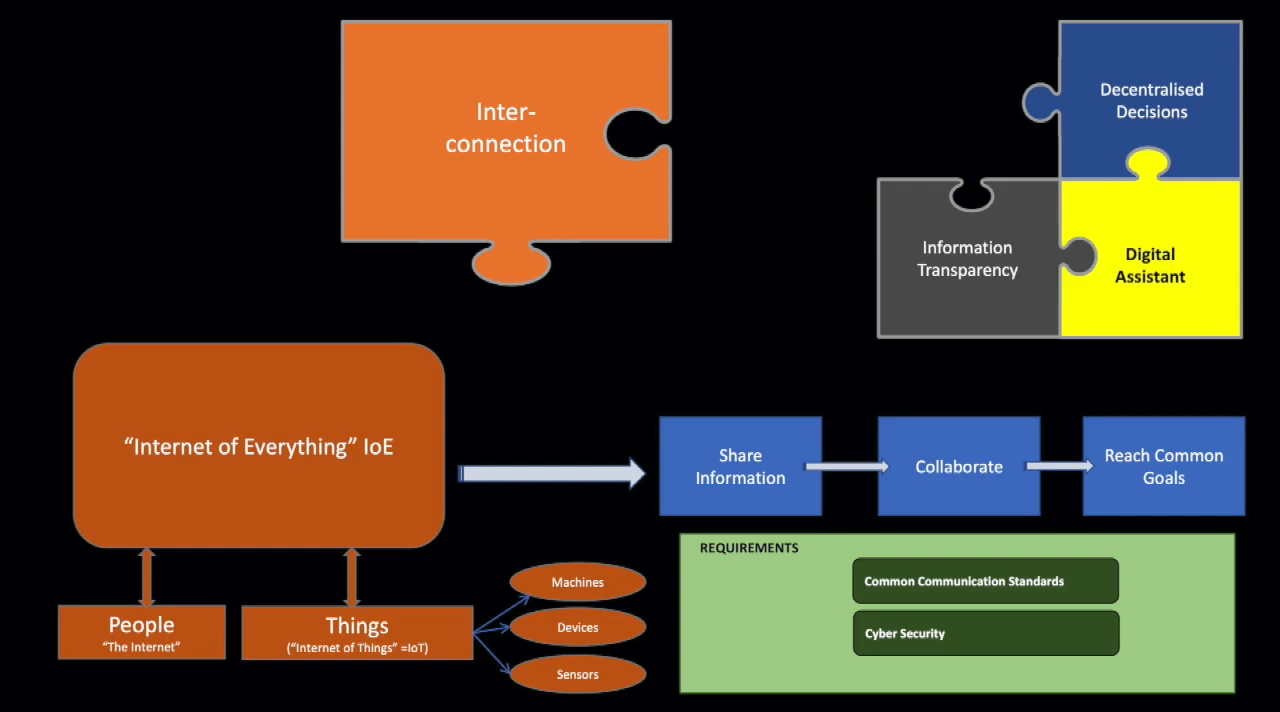 Inter-
connection
Decentralised
Decisions
Information
Transparency
Digital
Assistant
“Internet of Everything” IoE
Share
Information
Collaborate
Reach Common
Goals
People
“The Internet”
Things
(“Internet of Things” =IoT)
Machines
Devices
Sensors
REQUIREMENTS
Common Communication Standards
Cyber Security